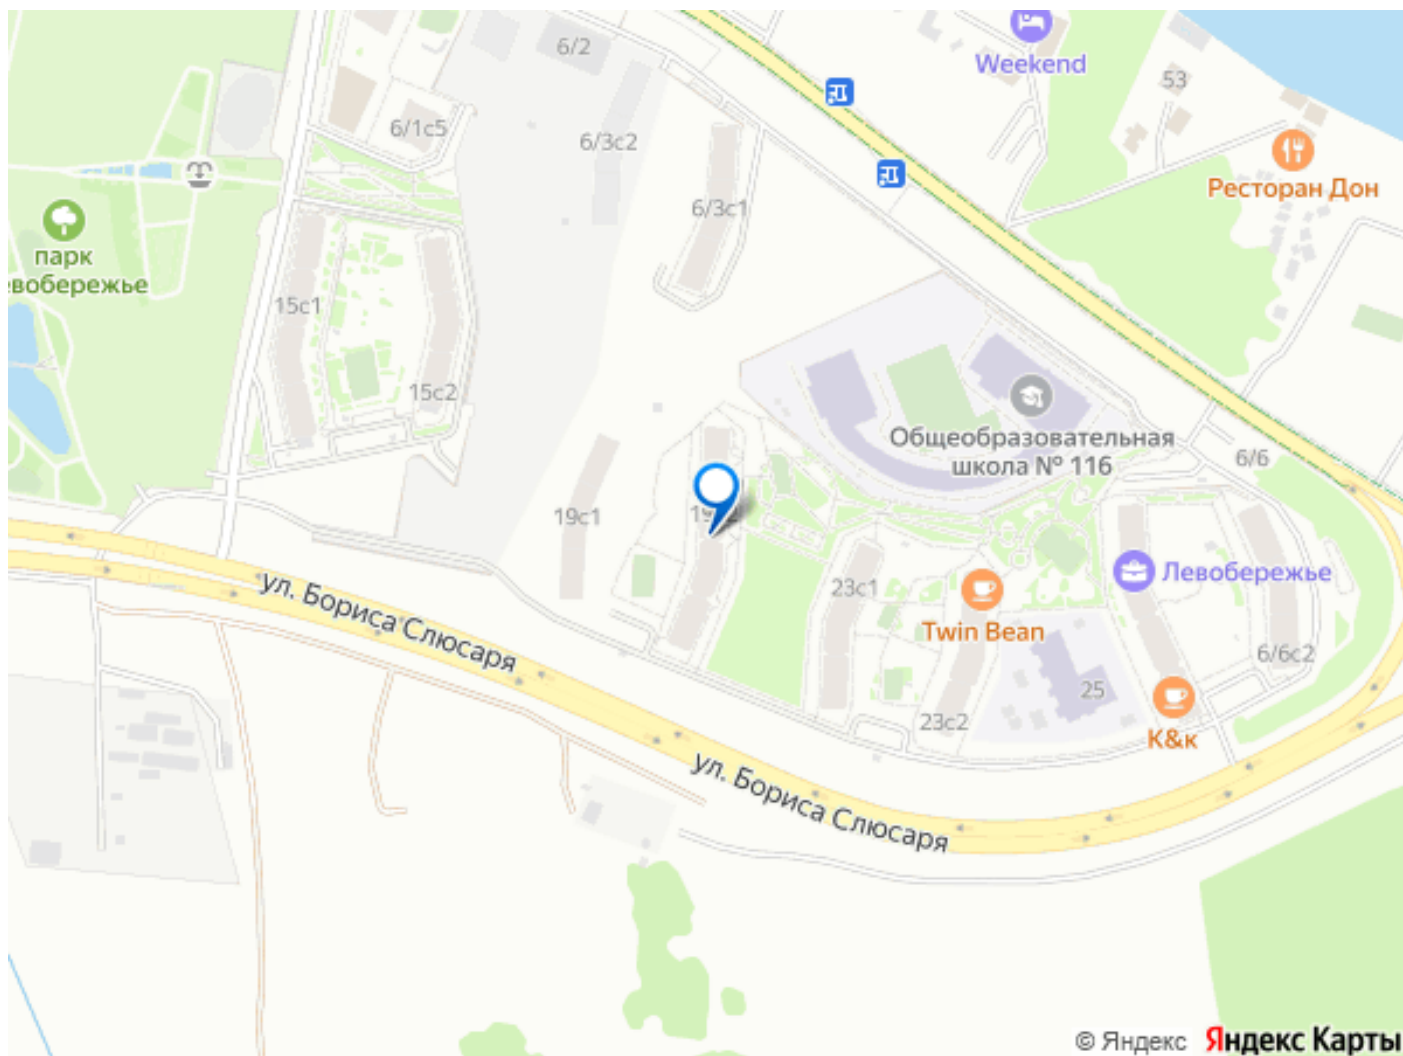 6/2
Weekend
53
6/1с5
6/3с2
Ресторан Дон
6/3с1
парк
евобережье
15с1
15с2
Общеобразовательная
школа № 116
6/6
19с1
19
ул. Бориса Слюсаря
23с1
Левобережье
Twin Bean
6/6с2
25
23с2
К&к
ул. Бориса Слюсаря
© Яндекс Яндекс Карты